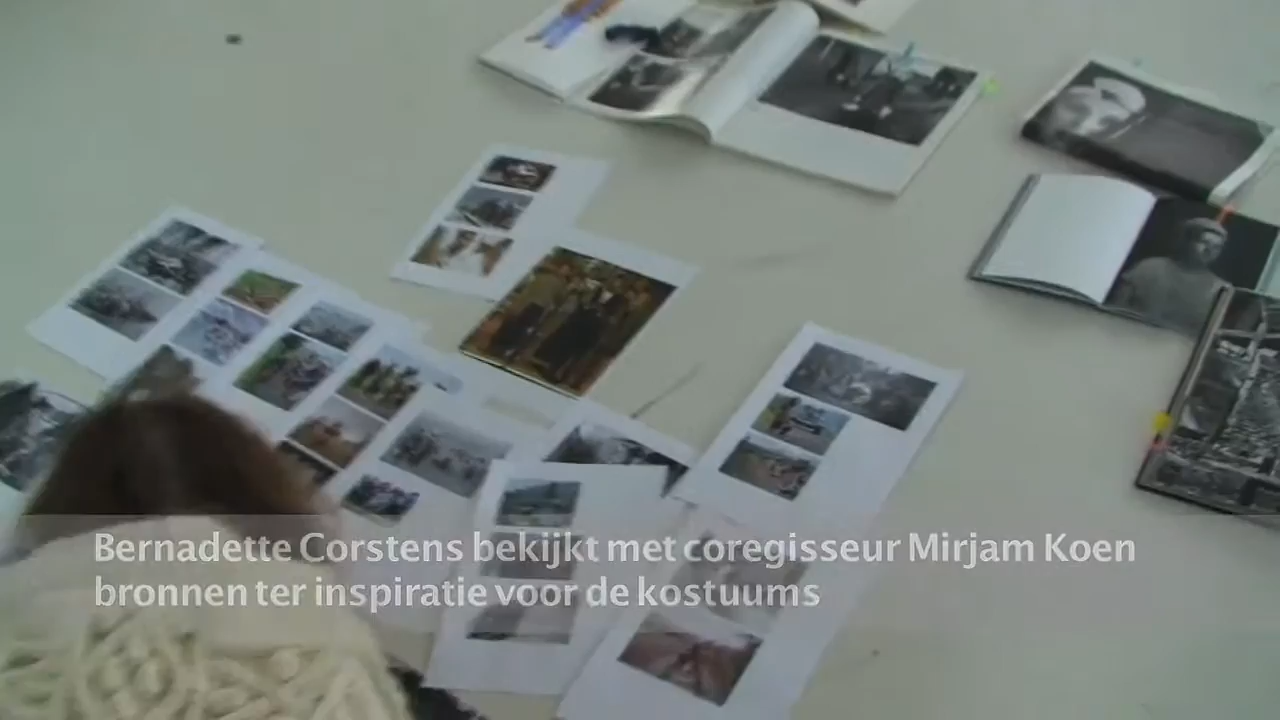 Bernadette Corstens bekijkt met coregisseur Mirjam Koen
bronnen ter inspiratie voor de kostuums